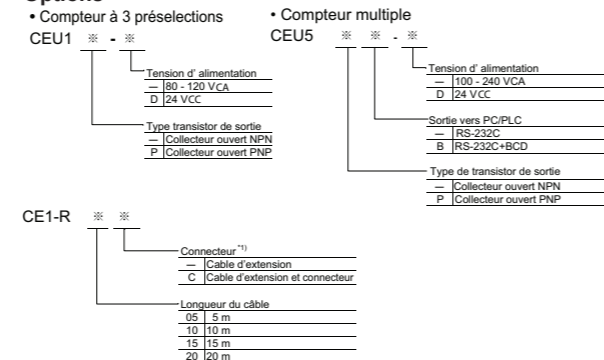 • Compteur à 3 préselections
CEU1 ※ - ※
Tension d' alimentation
— 80 - 120 VCA
D 24 VCC
Type transistor de sortie
— Collecteur ouvert NPN
P Collecteur ouvert PNP
• Compteur multiple
CEU5 ※ ※ - ※
Tension d' alimentation
— 100 - 240 VCA
D 24 VCC
Sortie vers PC/PLC
— RS-232C
B RS-232C+BCD
Type de transistor de sortie
— Collecteur ouvert NPN
P Collecteur ouvert PNP
CE1-R ※ ※
Connecteur *1)
— Cable d'extension
C Cable d'extension et connecteur
Longueur du câble
05 5 m
10 10 m
15 15 m
20 20 m